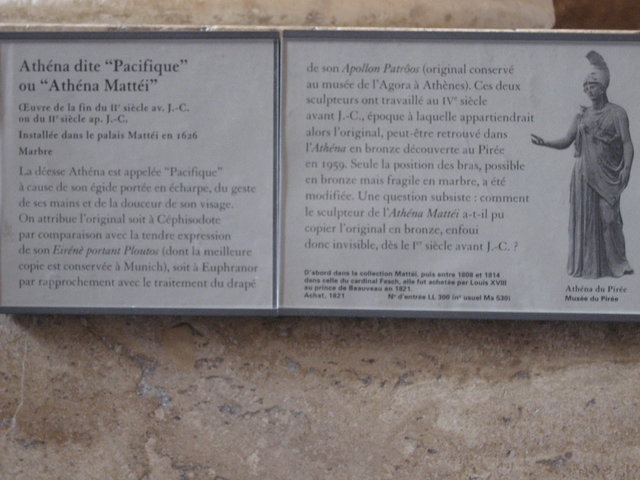 Athéna dite “Pacifique”
ou “Athéna Mattéi”
Œuvre de la fin du IIe siècle av. J.-C.
ou du IIe siècle ap. J.-C.
Installée dans le palais Mattéi en 1626
Marbre
La déesse Athéna est appelée “Pacifique”
à cause de son égide portée en écharpe, du geste
de ses mains et de la douceur de son visage.
On attribue l'original soit à Céphisodote
par comparaison avec la tendre expression
de son Eirénè portant Ploutos (dont la meilleure
copie est conservée à Munich), soit à Euphranor
par rapprochement avec le traitement du drapé
de son Apollon Patrôos (original conservé
au musée de l'Agora à Athènes). Ces deux
sculpteurs ont travaillé au IVe siècle
avant J.-C., époque à laquelle appartiendrait
alors l'original, peut-être retrouvé dans
l'Athéna en bronze découverte au Pirée
en 1959. Seule la position des bras, possible
en bronze mais fragile en marbre, a été
modifiée. Une question subsiste : comment
le sculpteur de l'Athéna Mattéi a-t-il pu
copier l'original en bronze, enfoui
donc invisible, dès le Ier siècle avant J.-C. ?
D'abord dans la collection Mattéi, puis entre 1808 et 1814
dans celle du cardinal Fesch, elle fut achetée par Louis XVIII
au prince de Beauveau en 1821.
Achat, 1821 N° d'entrée LL 300 (n° usuel Ma 530)
Athéna du Pirée
Musée du Pirée